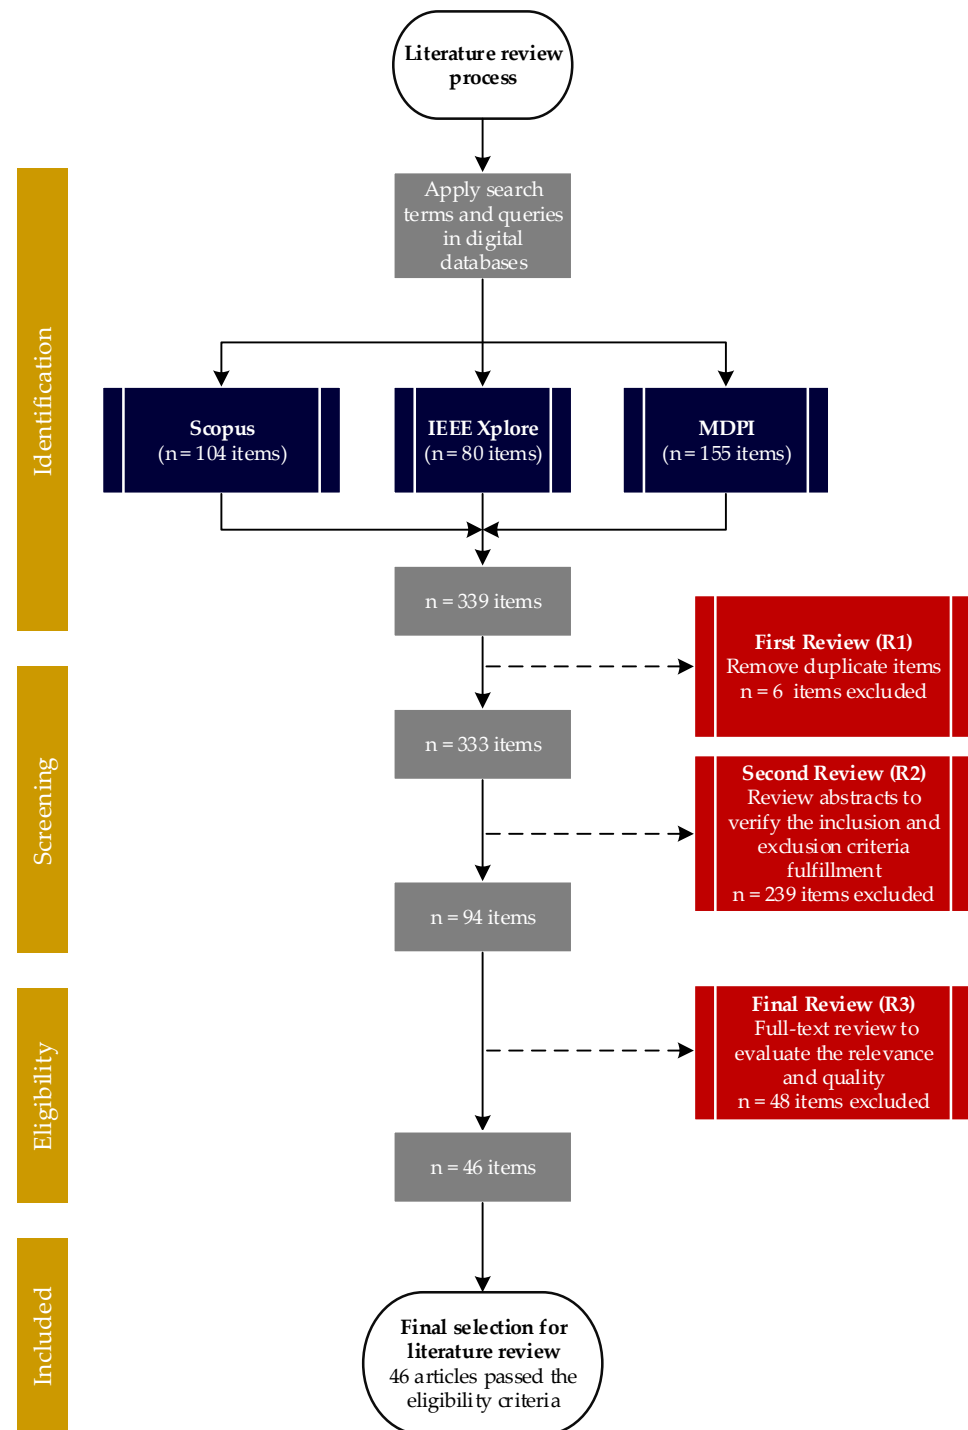 Literature review
process
Identification
Apply search
terms and queries
in digital
databases
Scopus
(n = 104 items)
IEEE Xplore
(n = 80 items)
MDPI
(n = 155 items)
n = 339 items
First Review (R1)
Remove duplicate items
n = 6 items excluded
Screening
n = 333 items
Second Review (R2)
Review abstracts to
verify the inclusion and
exclusion criteria
fulfillment
n = 239 items excluded
n = 94 items
Eligibility
Final Review (R3)
Full-text review to
evaluate the relevance
and quality
n = 48 items excluded
n = 46 items
Included
Final selection for
literature review
46 articles passed the
eligibility criteria